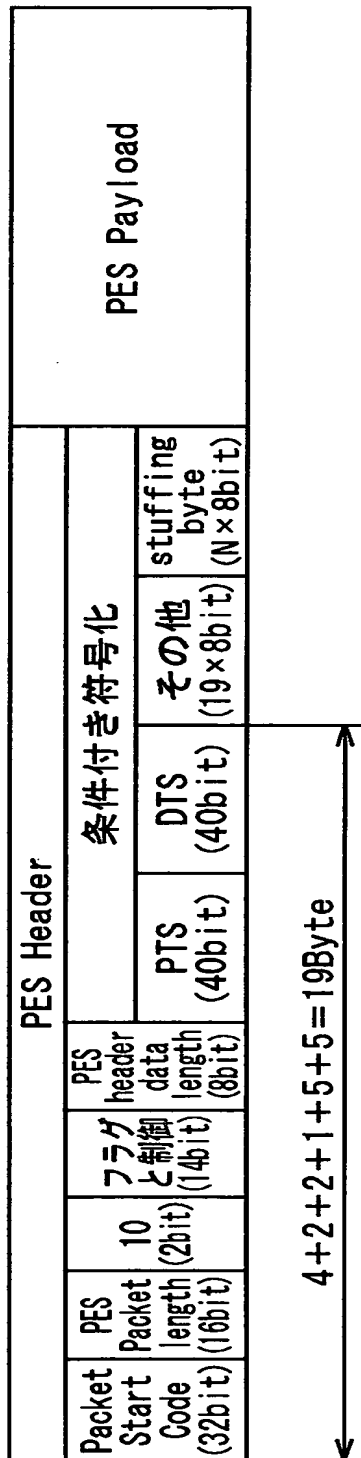 PES Header
PES Payload
Packet
Start
Code
(32bit)
PES
Packet
length
(16bit)
10
(2bit)
フラグ
と制御
(14bit)
PES
header
data
length
(8bit)
条件付き符号化
PTS
(40bit)
DTS
(40bit)
その他
(19×8bit)
stuffing
byte
(N×8bit)
4+2+2+1+5+5=19Byte